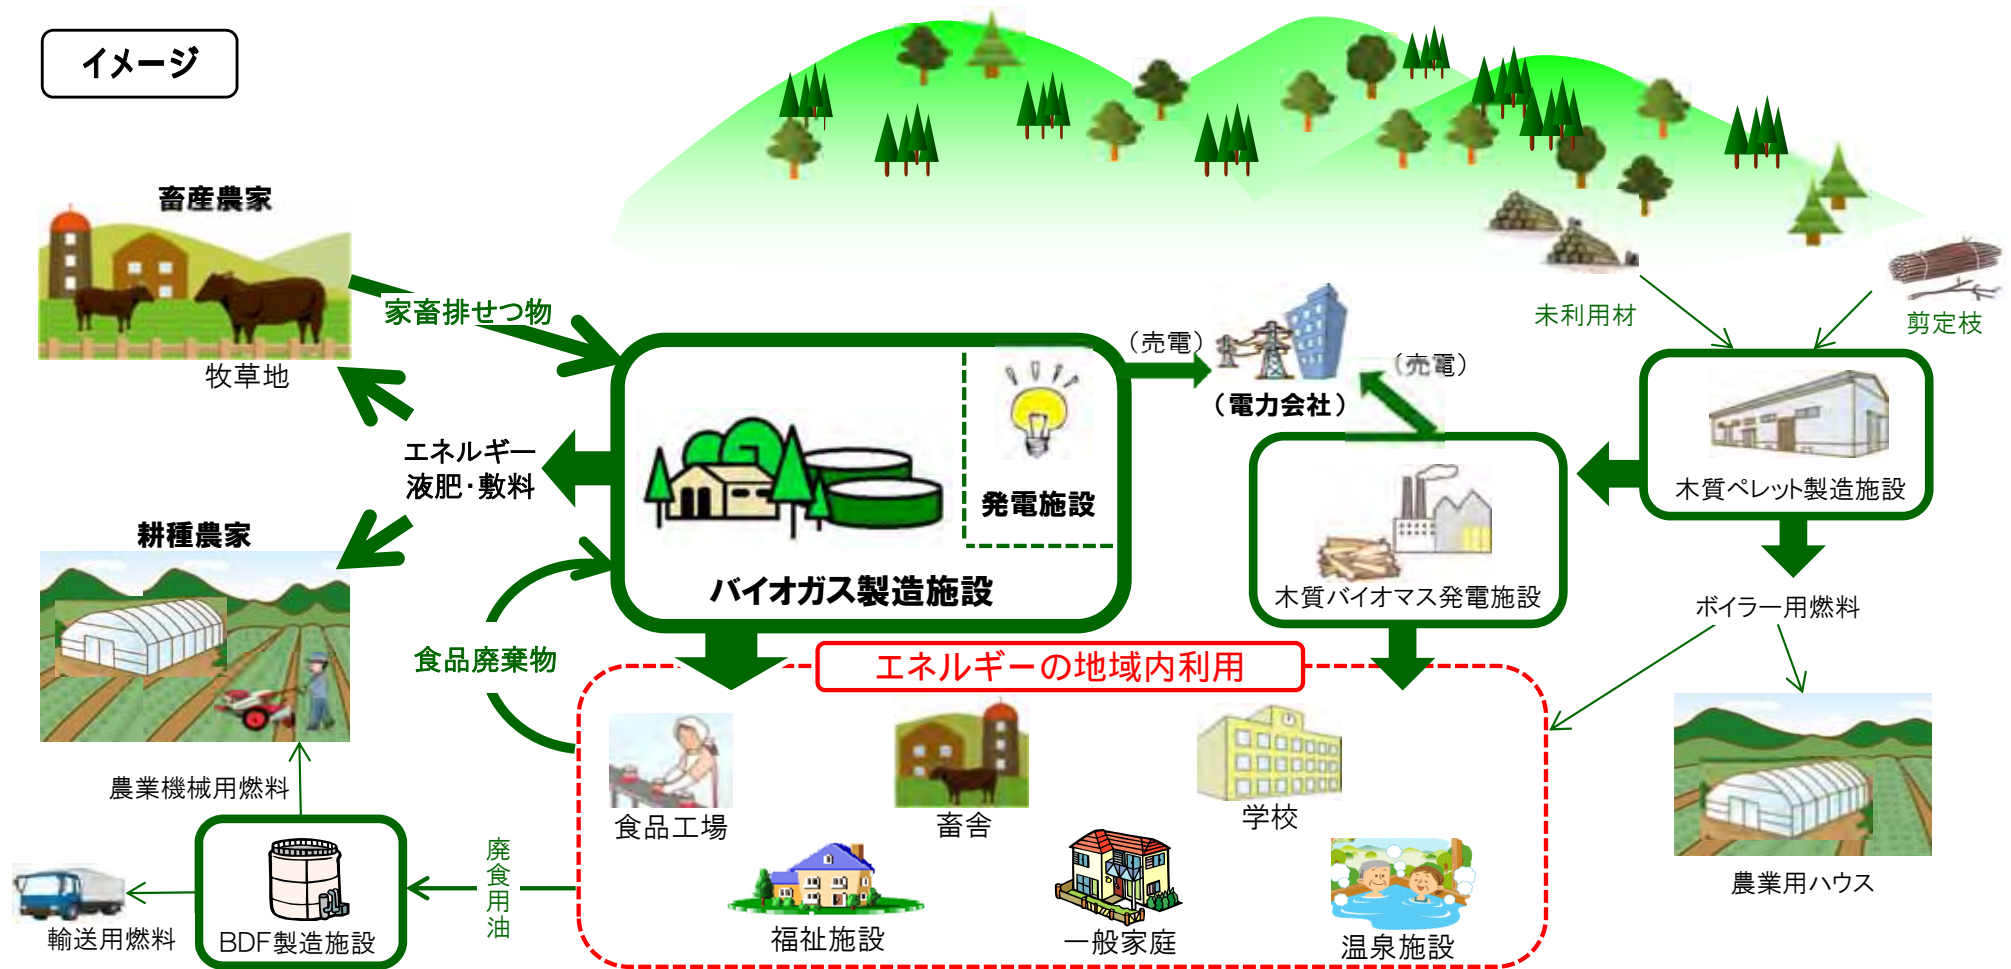 イメージ
畜産農家
牧草地
家畜排せつ物
エネルギー
液肥・敷料
耕種農家
農業機械用燃料
輸送用燃料
BDF製造施設
廃食用油
食品廃棄物
発電施設
バイオガス製造施設
（売電）
（電力会社）
（売電）
未利用材
剪定枝
木質ペレット製造施設
木質バイオマス発電施設
ボイラー用燃料
農業用ハウス
エネルギーの地域内利用
食品工場
畜舎
学校
福祉施設
一般家庭
温泉施設